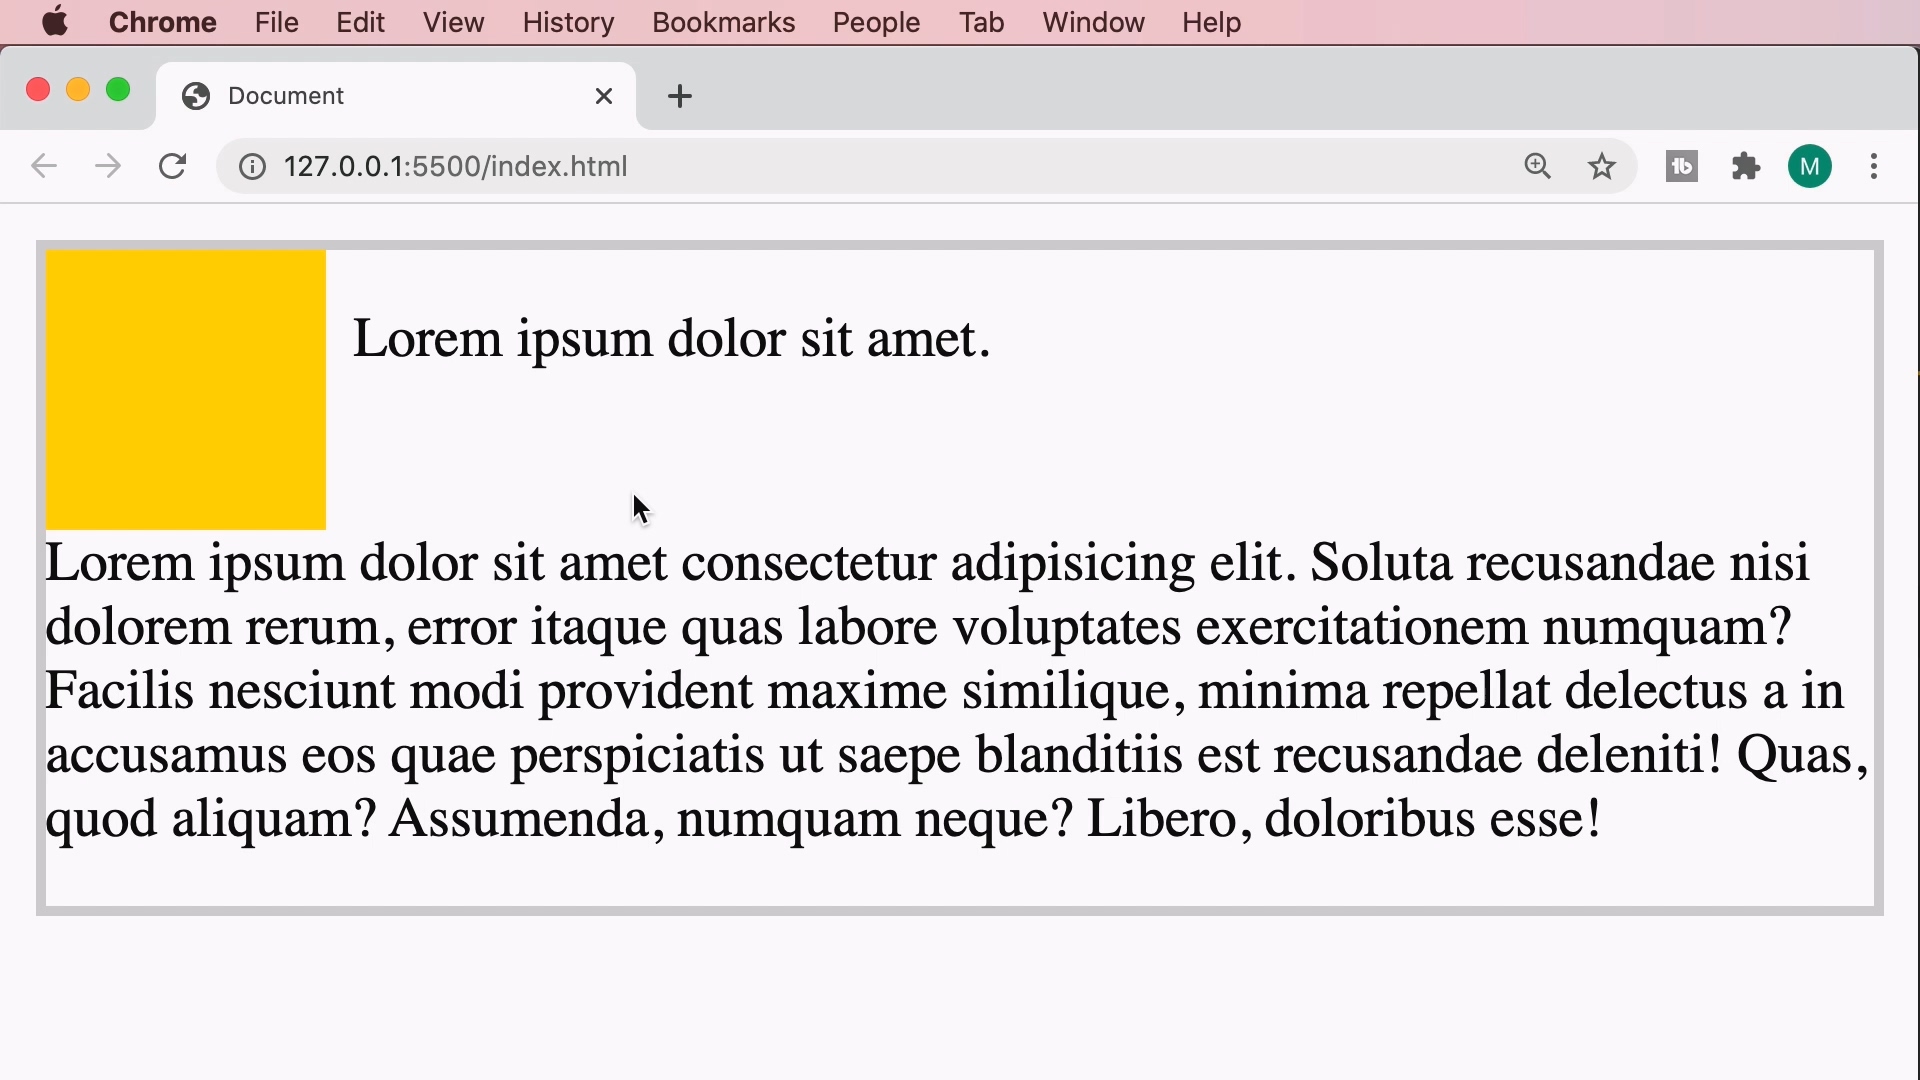 Chrome File Edit View History Bookmarks People Tab Window Help
Document
127.0.0.1:5500/index.html
tb
M
Lorem ipsum dolor sit amet.
Lorem ipsum dolor sit amet consectetur adipisicing elit. Soluta recusandae nisi
dolorem rerum, error itaque quas labore voluptates exercitationem numquam?
Facilis nesciunt modi provident maxime similique, minima repellat delectus a in
accusamus eos quae perspiciatis ut saepe blanditiis est recusandae deleniti! Quas,
quod aliquam? Assumenda, numquam neque? Libero, doloribus esse!